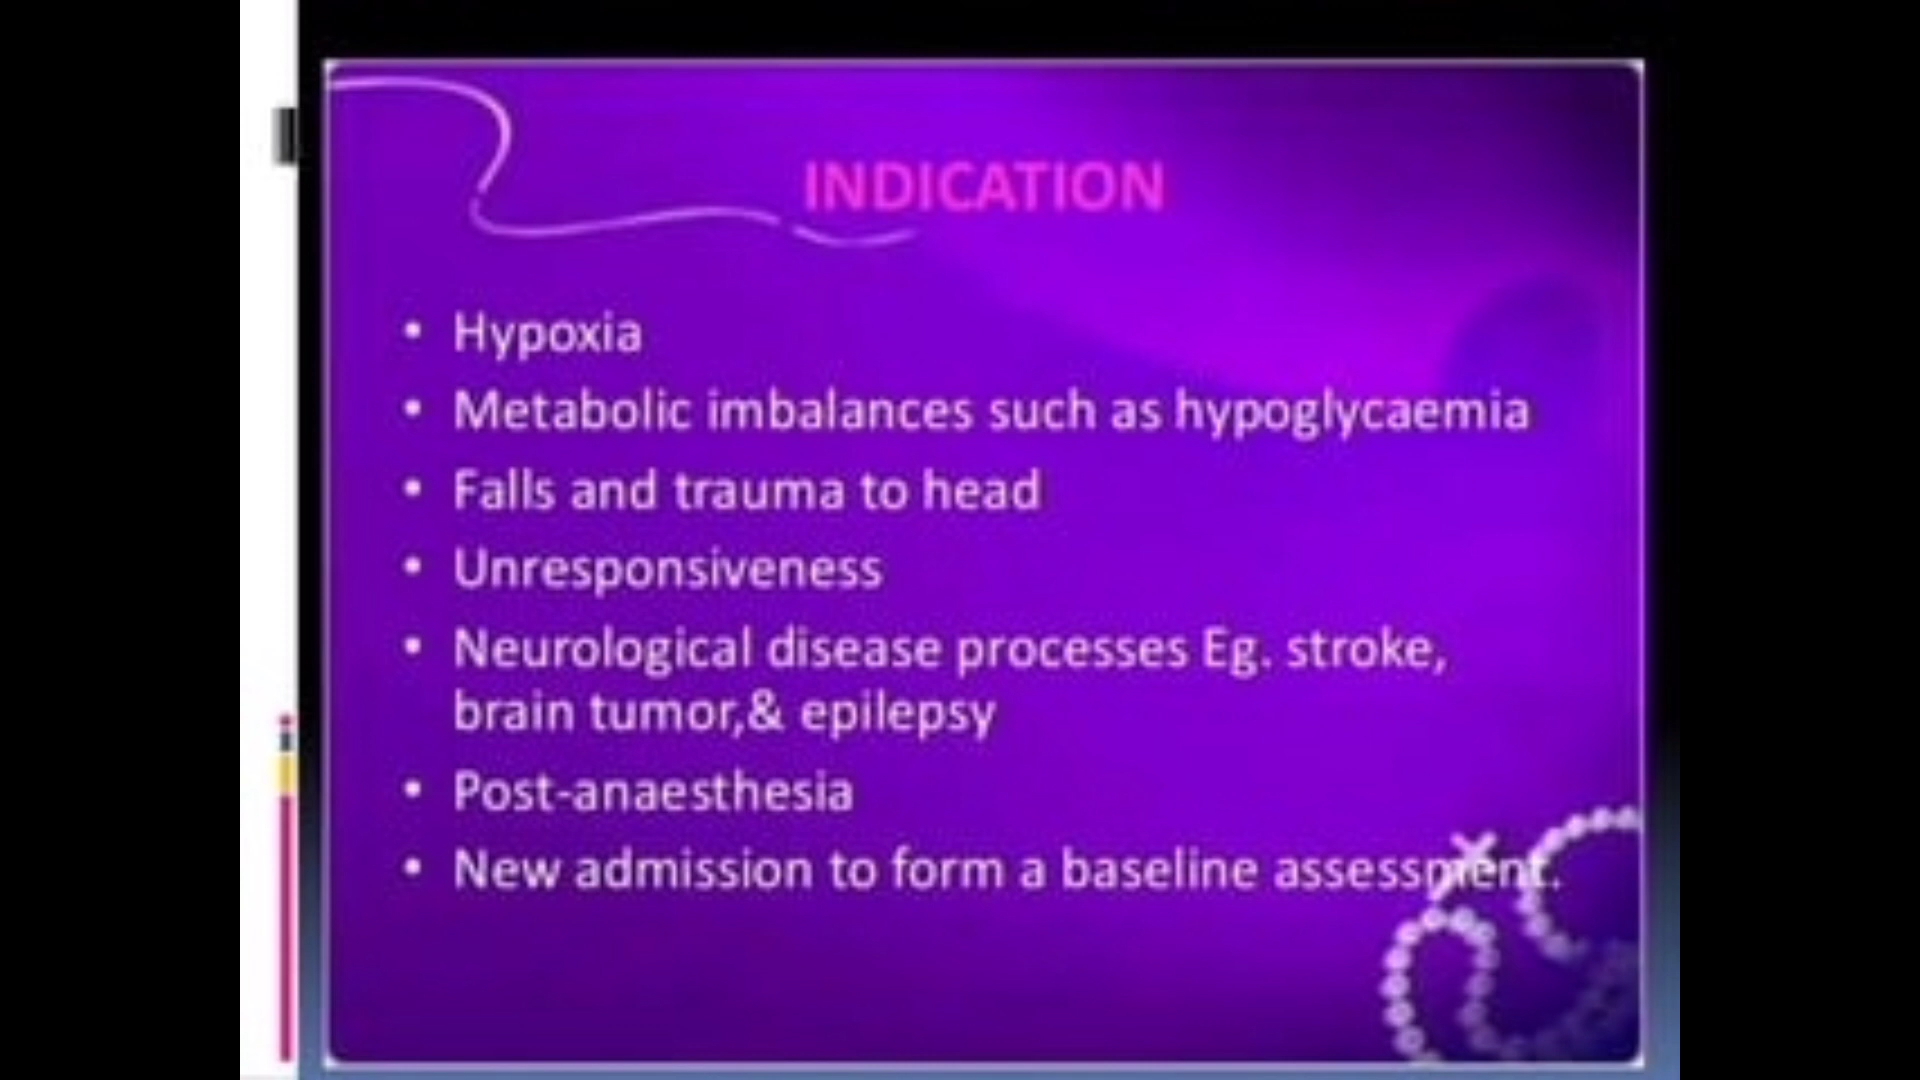 INDICATION
• Hypoxia
• Metabolic imbalances such as hypoglycaemia
• Falls and trauma to head
• Unresponsiveness
• Neurological disease processes Eg. stroke,
brain tumor,& epilepsy
• Post-anaesthesia
• New admission to form a baseline assessment.